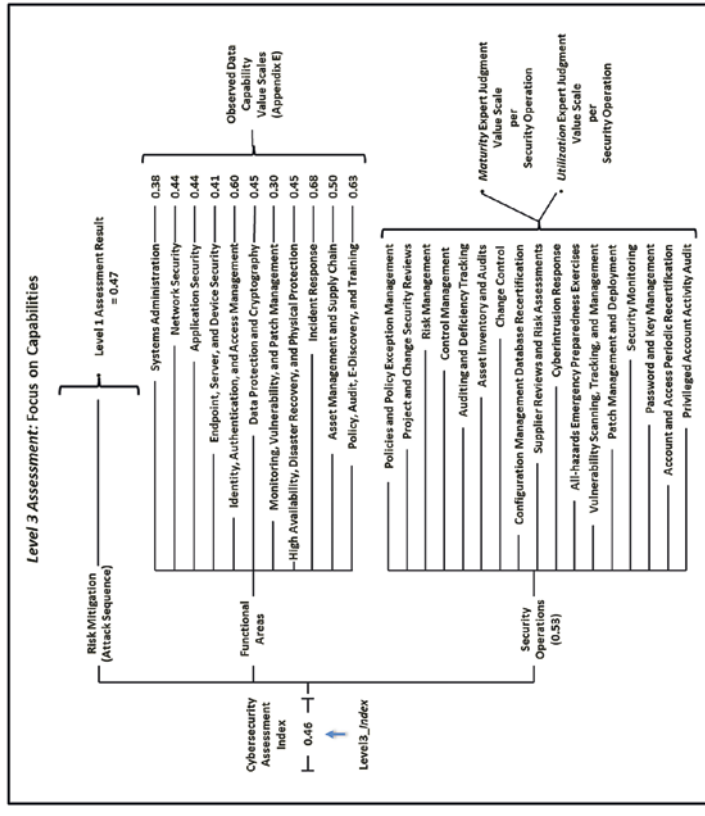 Level 3 Assessment: Focus on Capabilities
Risk Mitigation
(Attack Sequence)
• Level 1 Assessment Result
= 0.47
Cybersecurity
Assessment
Index
0.46
Level3_Index
Functional
Areas
Systems Administration 0.38
Network Security 0.44
Application Security 0.44
Endpoint, Server, and Device Security 0.41
Identity, Authentication, and Access Management 0.60
Data Protection and Cryptography 0.45
Monitoring, Vulnerability, and Patch Management 0.30
High Availability, Disaster Recovery, and Physical Protection 0.45
Incident Response 0.68
Asset Management and Supply Chain 0.50
Policy, Audit, E-Discovery, and Training 0.63
Observed Data
Capability
Value Scales
(Appendix E)
Security
Operations
(0.53)
Policies and Policy Exception Management
Project and Change Security Reviews
Risk Management
Control Management
Auditing and Deficiency Tracking
Asset Inventory and Audits
Change Control
Configuration Management Database Recertification
Supplier Reviews and Risk Assessments
Cyberintrusion Response
All-hazards Emergency Preparedness Exercises
Vulnerability Scanning, Tracking, and Management
Patch Management and Deployment
Security Monitoring
Password and Key Management
Account and Access Periodic Recertification
Privileged Account Activity Audit
• Maturity Expert Judgment
Value Scale
per
Security Operation
• Utilization Expert Judgment
Value Scale
per
Security Operation